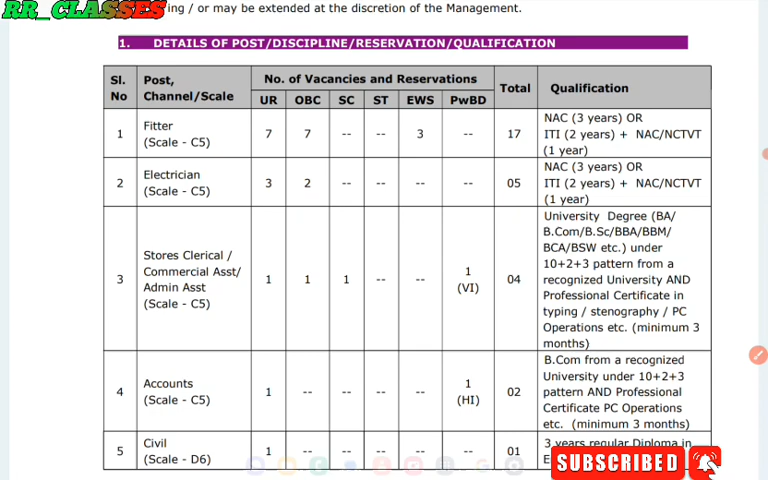 RR_CLASSES
ing / or may be extended at the discretion of the Management.
1. DETAILS OF POST/DISCIPLINE/RESERVATION/QUALIFICATION
Sl. No
Post, Channel/Scale
No. of Vacancies and Reservations
Total
Qualification
UR OBC SC ST EWS PwBD
1
Fitter
(Scale - C5)
7 7 -- -- 3 -- 17
NAC (3 years) OR
ITI (2 years) + NAC/NCTVT
(1 year)
2
Electrician
(Scale - C5)
3 2 -- -- -- -- 05
NAC (3 years) OR
ITI (2 years) + NAC/NCTVT
(1 year)
3
Stores Clerical /
Commercial Asst/
Admin Asst
(Scale - C5)
1 1 1 -- -- 1 (VI) 04
University Degree (BA/
B.Com/B.Sc/BBA/BBM/
BCA/BSW etc.) under
10+2+3 pattern from a
recognized University AND
Professional Certificate in
typing / stenography / PC
Operations etc. (minimum 3
months)
4
Accounts
(Scale - C5)
1 -- -- -- -- 1 (HI) 02
B.Com from a recognized
University under 10+2+3
pattern AND Professional
Certificate PC Operations
etc. (minimum 3 months)
5
Civil
(Scale - D6)
1 -- -- -- -- -- 01
3 years regular Diploma in
SUBSCRIBED